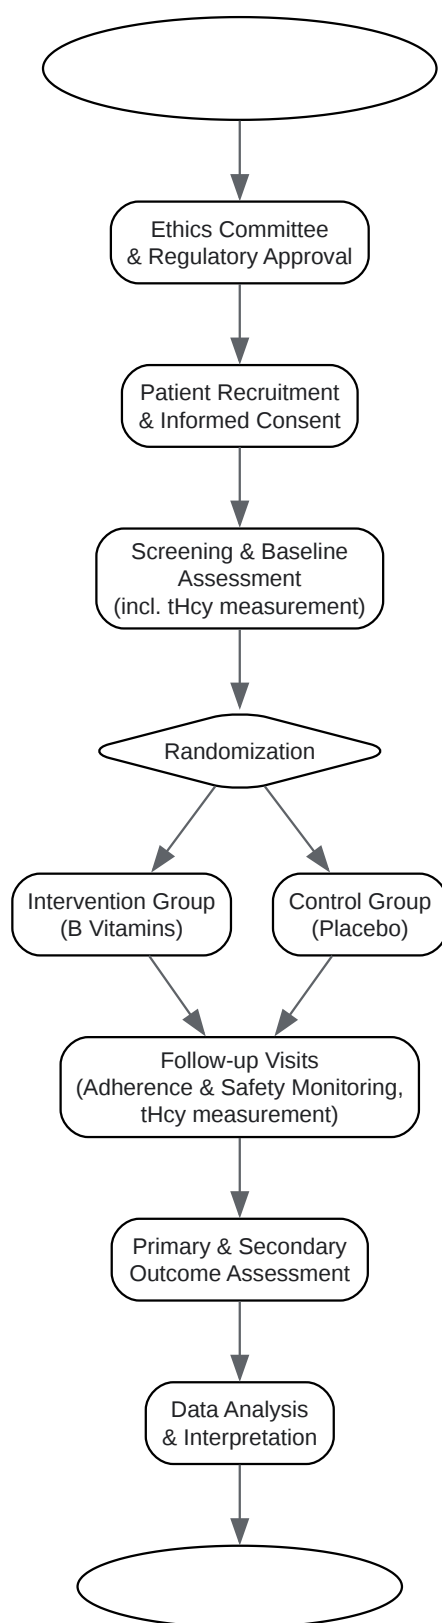 Ethics Committee
& Regulatory Approval
Patient Recruitment
& Informed Consent
Screening & Baseline
Assessment
(incl. tHcy measurement)
Randomization
Intervention Group
(B Vitamins)
Control Group
(Placebo)
Follow-up Visits
(Adherence & Safety Monitoring,
tHcy measurement)
Primary & Secondary
Outcome Assessment
Data Analysis
& Interpretation